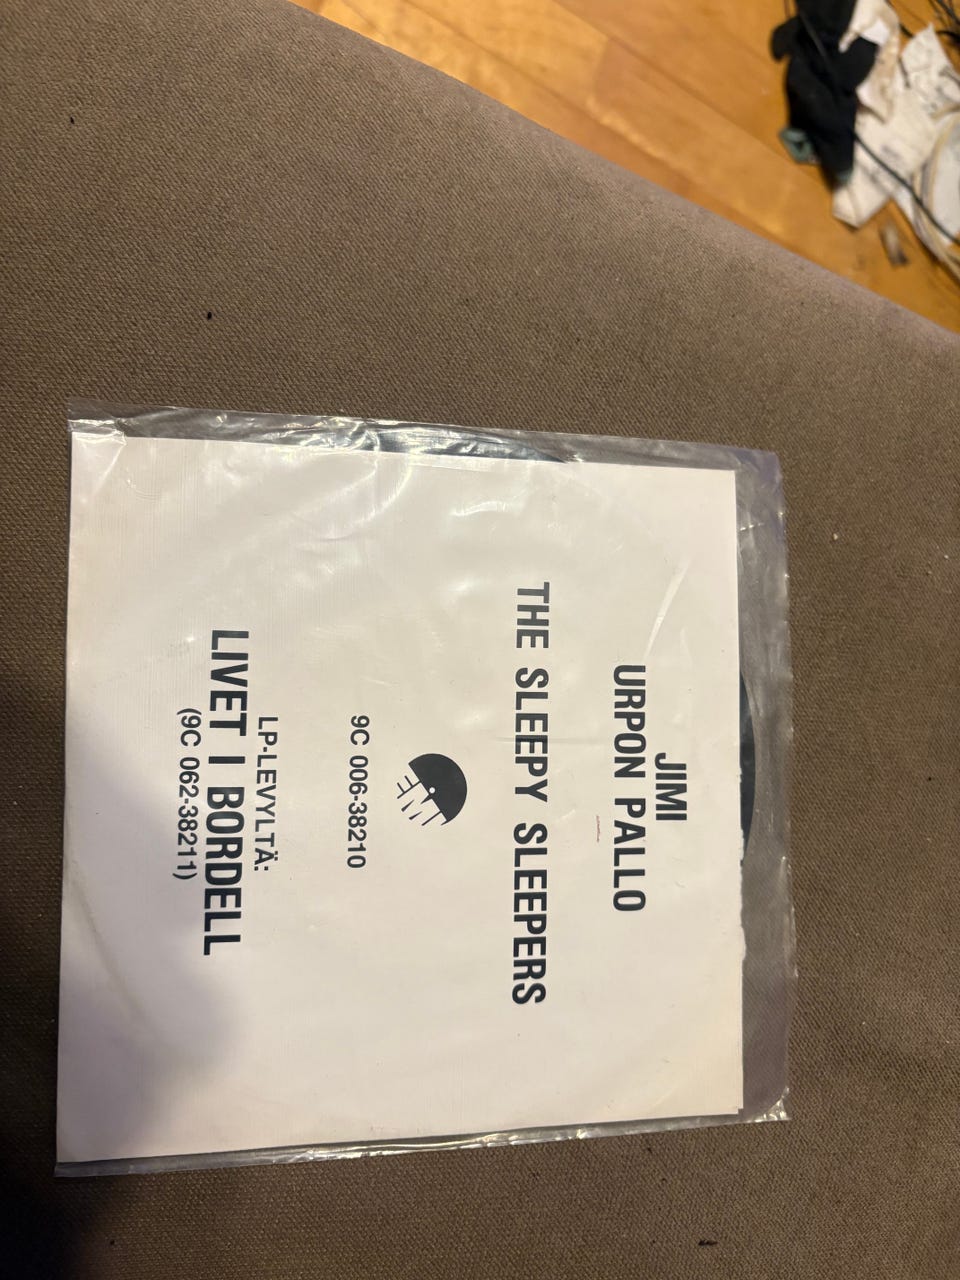 JIMI
URPON PALLO
THE SLEEPY SLEEPERS
EMI
9C 006-38210
LP-LEVYLTÄ:
LIVET I BORDELL
(9C 062-38211)